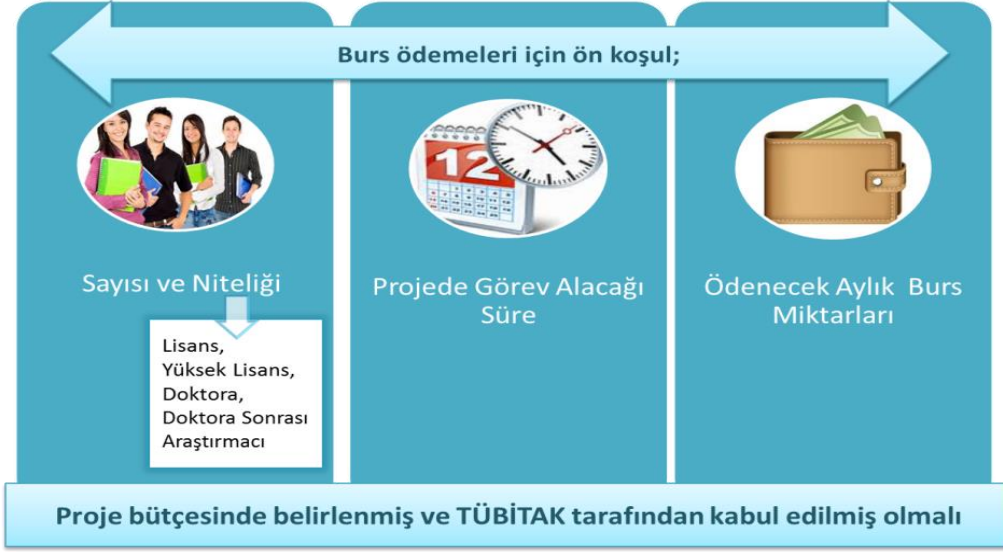 Burs ödemeleri için ön koşul;
12
Sayısı ve Niteliği
Lisans,
Yüksek Lisans,
Doktora,
Doktora Sonrası
Araştırmacı
Projede Görev Alacağı
Süre
Ödenecek Aylık Burs
Miktarları
Proje bütçesinde belirlenmiş ve TÜBİTAK tarafından kabul edilmiş olmalı